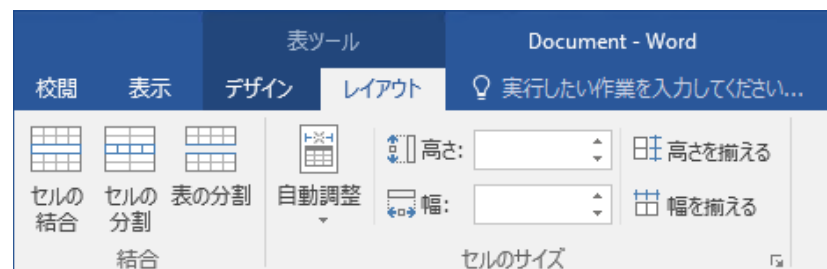 表ツール
Document - Word
校閲 表示 デザイン レイアウト 実行したい作業を入力してください...
セルの結合
セルの分割
表の分割
自動調整
高さ:
幅:
高さを揃える
幅を揃える
結合
セルのサイズ